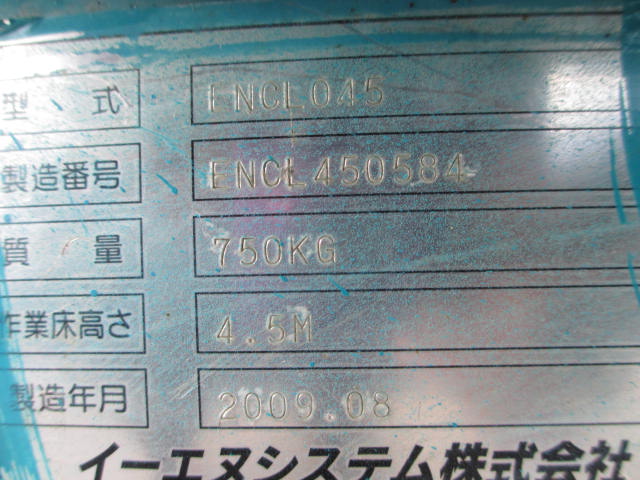 型式 ENCL045
製造番号 ENCL450584
質量 750KG
作業床高さ 4.5M
製造年月 2009.08
イーエヌシステム株式会社